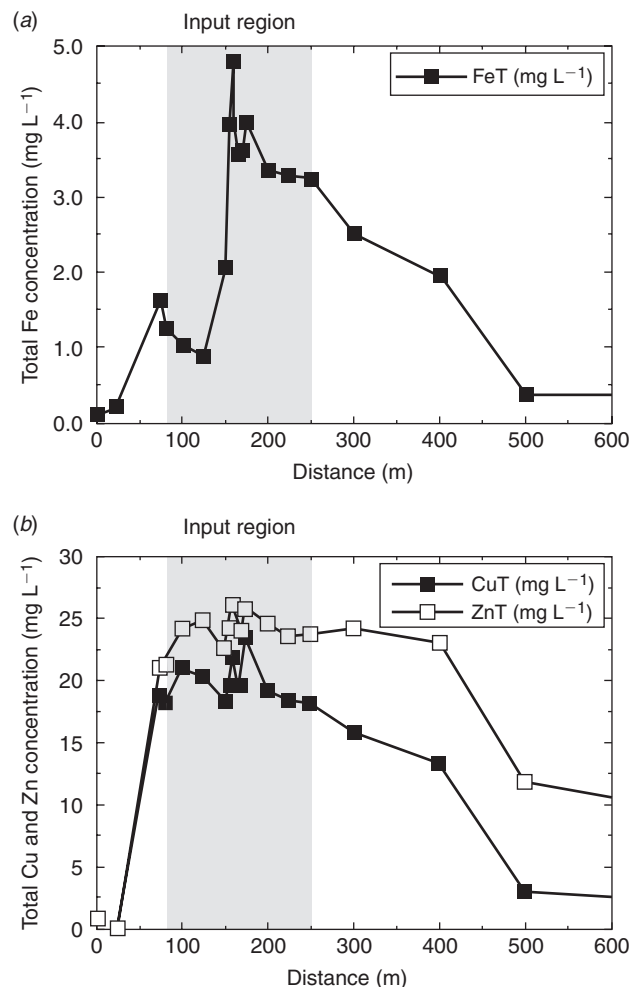 (a)
Input region
5.0
4.0
3.0
2.0
1.0
0.0
Total Fe concentration (mg L−1)
FeT (mg L−1)
0 100 200 300 400 500 600
Distance (m)
(b)
Input region
30
25
20
15
10
5
0
Total Cu and Zn concentration (mg L−1)
CuT (mg L−1)
ZnT (mg L−1)
0 100 200 300 400 500 600
Distance (m)